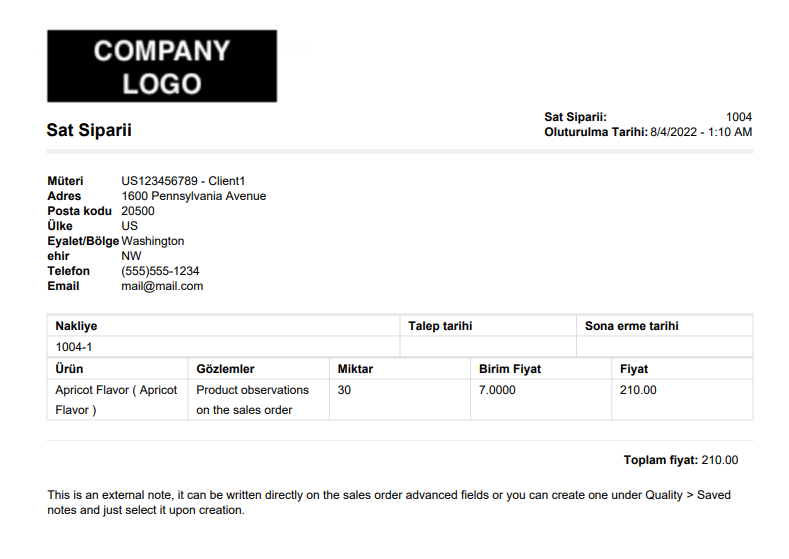 COMPANY
LOGO
Sat Siparii
Sat Siparii: 1004
Oluturulma Tarihi: 8/4/2022 - 1:10 AM
Müteri US123456789 - Client1
Adres 1600 Pennsylvania Avenue
Posta kodu 20500
Ülke US
Eyalet/Bölge Washington
ehir NW
Telefon (555)555-1234
Email mail@mail.com
Nakliye Talep tarihi Sona erme tarihi
1004-1
Ürün Gözlemler Miktar Birim Fiyat Fiyat
Apricot Flavor ( Apricot Product observations 30 7.0000 210.00
Flavor ) on the sales order
Toplam fiyat: 210.00
This is an external note, it can be written directly on the sales order advanced fields or you can create one under Quality > Saved
notes and just select it upon creation.